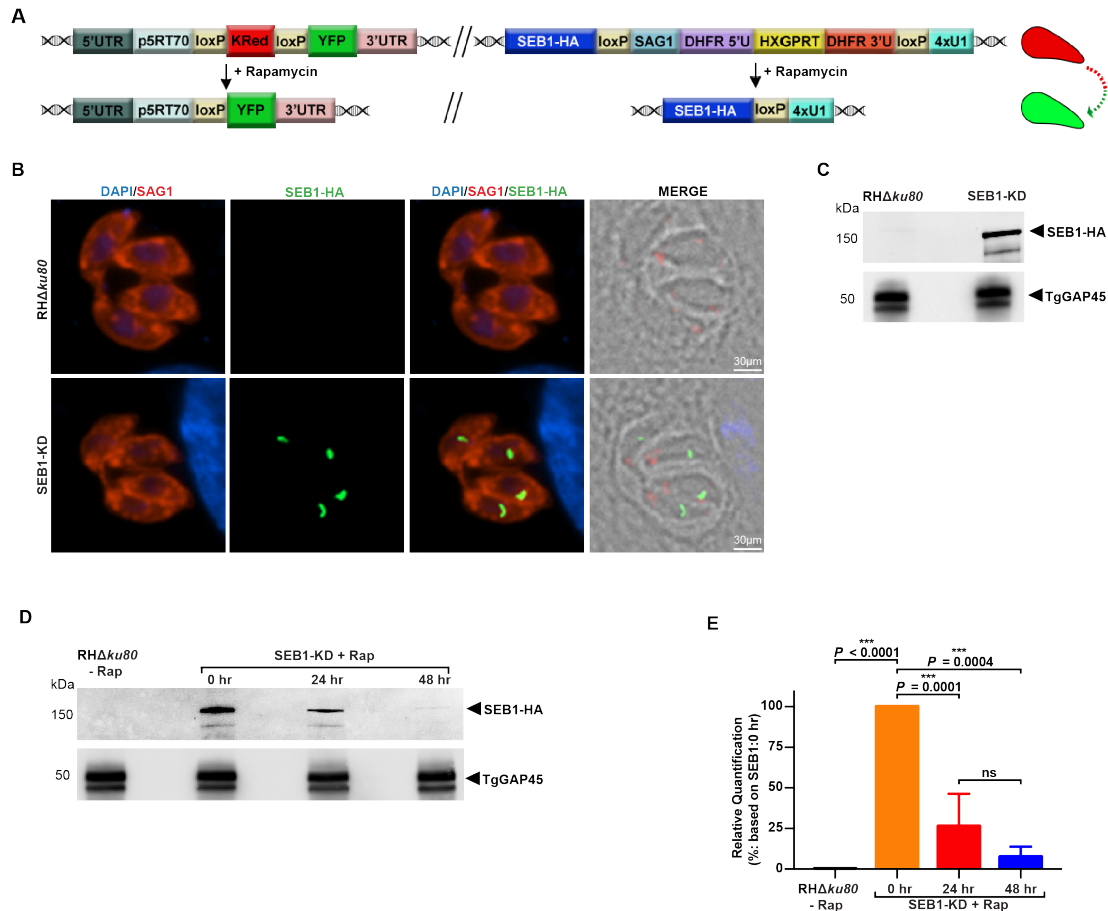 A
5'UTR p5RT70 loxP KRed loxP YFP 3'UTR // SEB1-HA loxP SAG1 DHFR 5'U HXGPRT DHFR 3'U loxP 4xU1
+ Rapamycin + Rapamycin
5'UTR p5RT70 loxP YFP 3'UTR // SEB1-HA loxP 4xU1
B
DAPI/SAG1 SEB1-HA DAPI/SAG1/SEB1-HA MERGE
RHΔku80
30µm
SEB1-KD
30µm
C
RHΔku80 SEB1-KD
kDa
150 SEB1-HA
50 TgGAP45
D
RHΔku80
- Rap
SEB1-KD + Rap
0 hr 24 hr 48 hr
kDa
150 SEB1-HA
50 TgGAP45
E
***
P < 0.0001
***
P = 0.0004
***
P = 0.0001
ns
Relative Quantification
(%: based on SEB1:0 hr)
100
75
50
25
0
RHΔku80
- Rap
0 hr 24 hr 48 hr
SEB1-KD + Rap